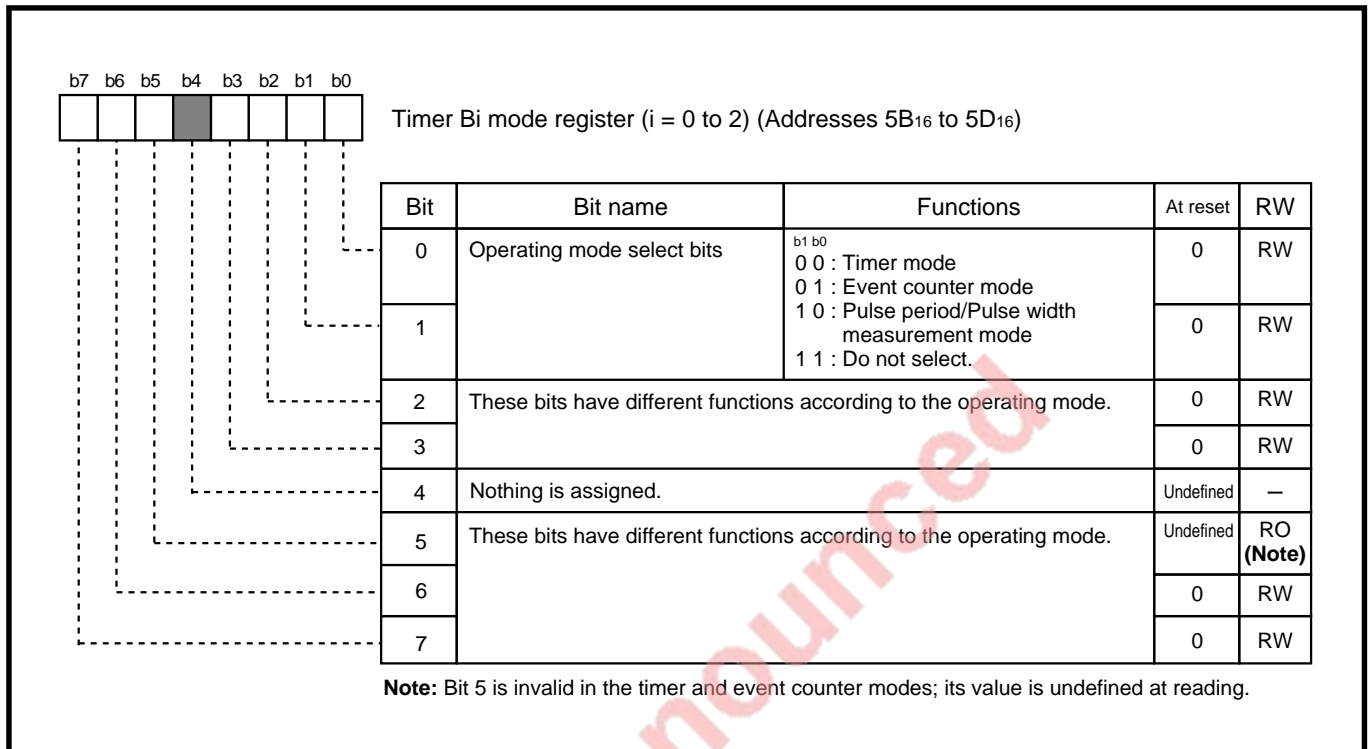 b7 b6 b5 b4 b3 b2 b1 b0
Timer Bi mode register (i = 0 to 2) (Addresses 5B16 to 5D16)
Bit Bit name Functions At reset RW
0 Operating mode select bits b1 b0 0 RW
0 0 : Timer mode
0 1 : Event counter mode
1 0 : Pulse period/Pulse width
1 measurement mode 0 RW
1 1 : Do not select.
2 These bits have different functions according to the operating mode. 0 RW
3 0 RW
4 Nothing is assigned. Undefined –
5 These bits have different functions according to the operating mode. Undefined RO
(Note)
6 0 RW
7 0 RW
Note: Bit 5 is invalid in the timer and event counter modes; its value is undefined at reading.
nounced